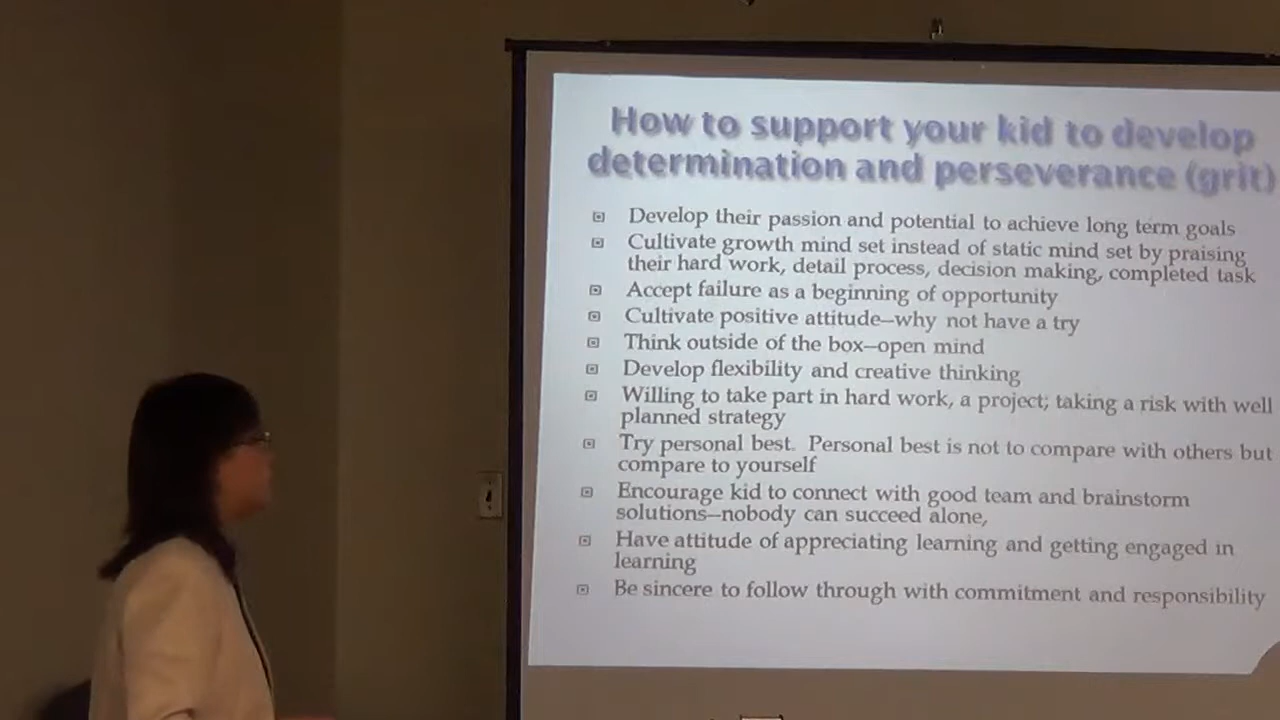 How to support your kid to develop
determination and perseverance (grit)
Develop their passion and potential to achieve long term goals
Cultivate growth mind set instead of static mind set by praising
their hard work, detail process, decision making, completed task
Accept failure as a beginning of opportunity
Cultivate positive attitude—why not have a try
Think outside of the box—open mind
Develop flexibility and creative thinking
Willing to take part in hard work, a project; taking a risk with well
planned strategy
Try personal best. Personal best is not to compare with others but
compare to yourself
Encourage kid to connect with good team and brainstorm
solutions—nobody can succeed alone,
Have attitude of appreciating learning and getting engaged in
learning
Be sincere to follow through with commitment and responsibility